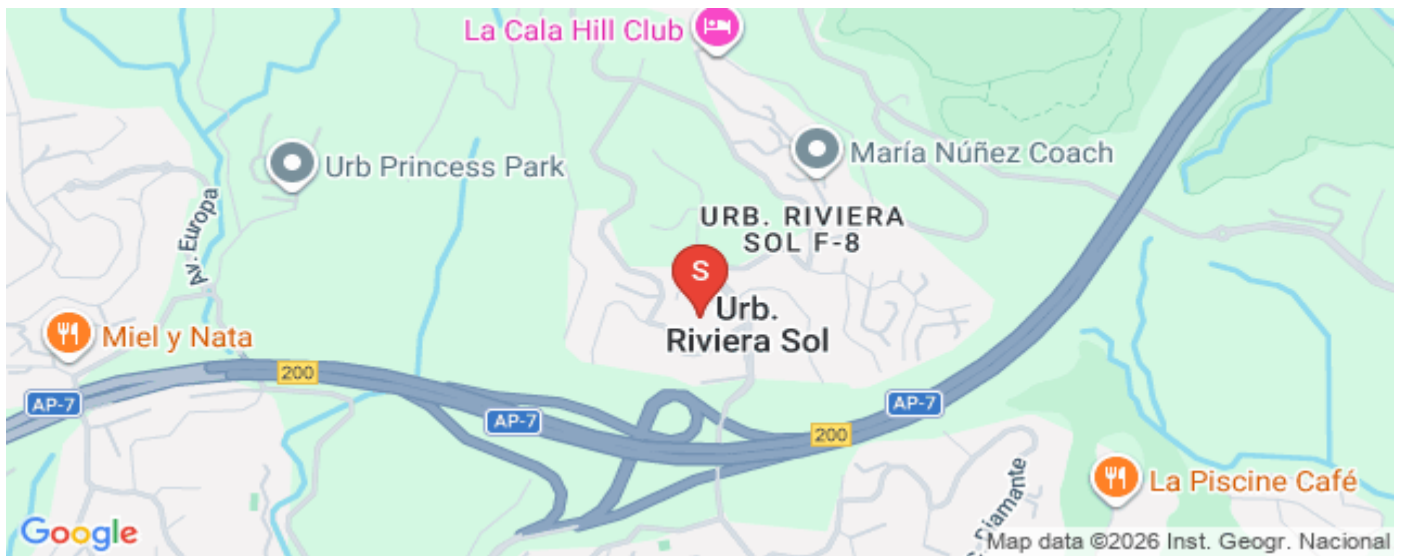 La Cala Hill Club
Urb Princess Park
María Núñez Coach
Av. Europa
URB. RIVIERA
SOL F-8
S
Urb.
Riviera Sol
Miel y Nata
200
AP-7
AP-7
AP-7
200
Diamante
La Piscine Café
Google
Map data ©2026 Inst. Geogr. Nacional